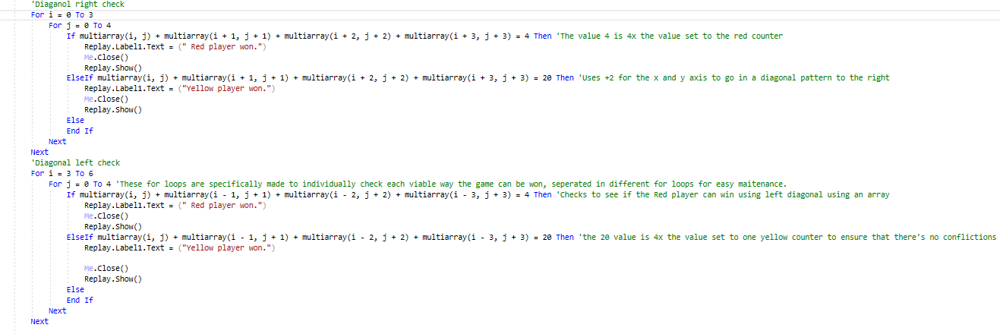 'Diaganol right check
For i = 0 To 3
For j = 0 To 4
If multiarray(i, j) + multiarray(i + 1, j + 1) + multiarray(i + 2, j + 2) + multiarray(i + 3, j + 3) = 4 Then 'The value 4 is 4x the value set to the red counter
Replay.Label1.Text = (" Red player won.")
Me.Close()
Replay.Show()
ElseIf multiarray(i, j) + multiarray(i + 1, j + 1) + multiarray(i + 2, j + 2) + multiarray(i + 3, j + 3) = 20 Then 'Uses +2 for the x and y axis to go in a diagonal pattern to the right
Replay.Label1.Text = ("Yellow player won.")
Me.Close()
Replay.Show()
Else
End If
Next
Next
'Diagonal left check
For i = 3 To 6
For j = 0 To 4 'These for loops are specifically made to individually check each viable way the game can be won, seperated in different for loops for easy maitenance.
If multiarray(i, j) + multiarray(i - 1, j + 1) + multiarray(i - 2, j + 2) + multiarray(i - 3, j + 3) = 4 Then 'Checks to see if the Red player can win using left diagonal using an array
Replay.Label1.Text = (" Red player won.")
Me.Close()
Replay.Show()
ElseIf multiarray(i, j) + multiarray(i - 1, j + 1) + multiarray(i - 2, j + 2) + multiarray(i - 3, j + 3) = 20 Then 'the 20 value is 4x the value set to one yellow counter to ensure that there's no conflictions
Replay.Label1.Text = ("Yellow player won.")
Me.Close()
Replay.Show()
Else
End If
Next
Next